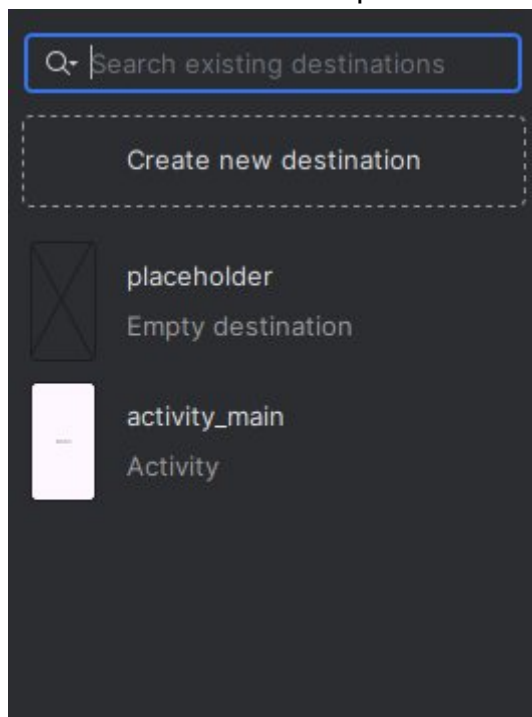 Search existing destinations
Create new destination
placeholder
Empty destination
activity_main
Activity